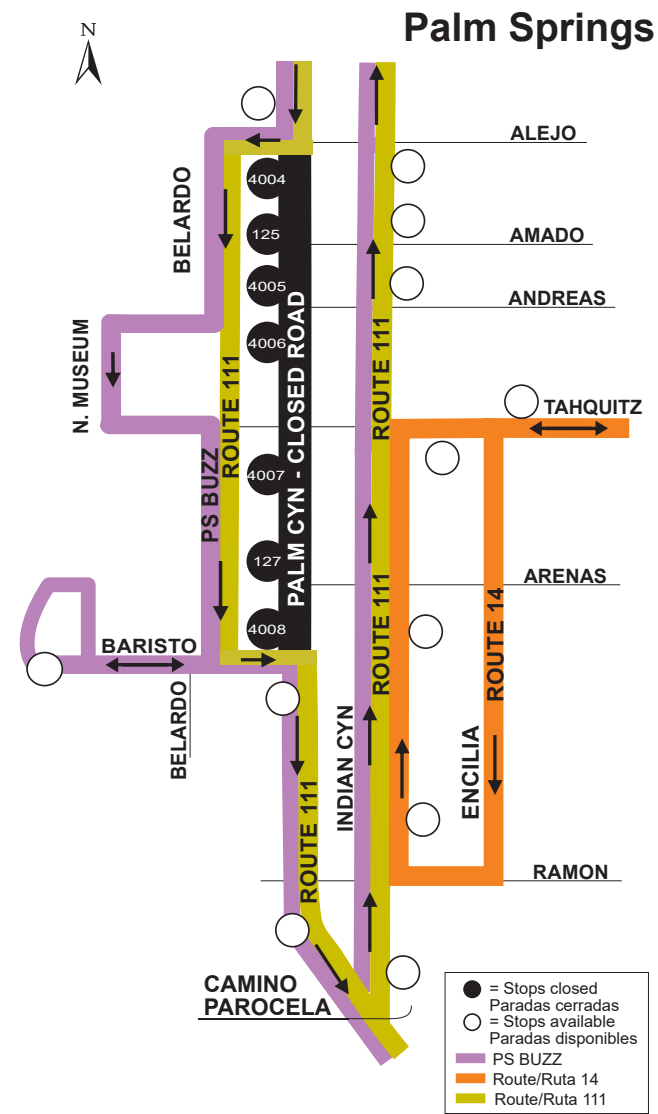 Palm Springs
N
ALEJO
BELARDO
4004
125
AMADO
4005
ANDREAS
N. MUSEUM
4006
ROUTE 111
PALM CYN - CLOSED ROAD
ROUTE 111
TAHQUITZ
PS BUZZ
4007
127
ARENAS
ROUTE 111
ROUTE 14
4008
BARISTO
BELARDO
INDIAN CYN
ENCILIA
ROUTE 111
RAMON
CAMINO
PAROCELA
= Stops closed
Paradas cerradas
= Stops available
Paradas disponibles
PS BUZZ
Route/Ruta 14
Route/Ruta 111